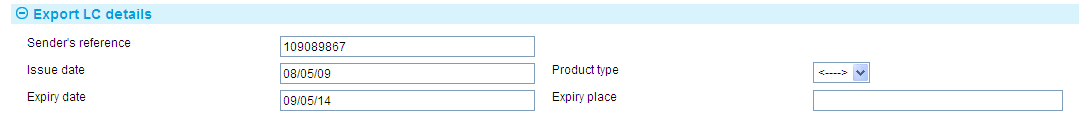 Export LC details
Sender's reference 109089867
Issue date 08/05/09 Product type <---->
Expiry date 09/05/14 Expiry place